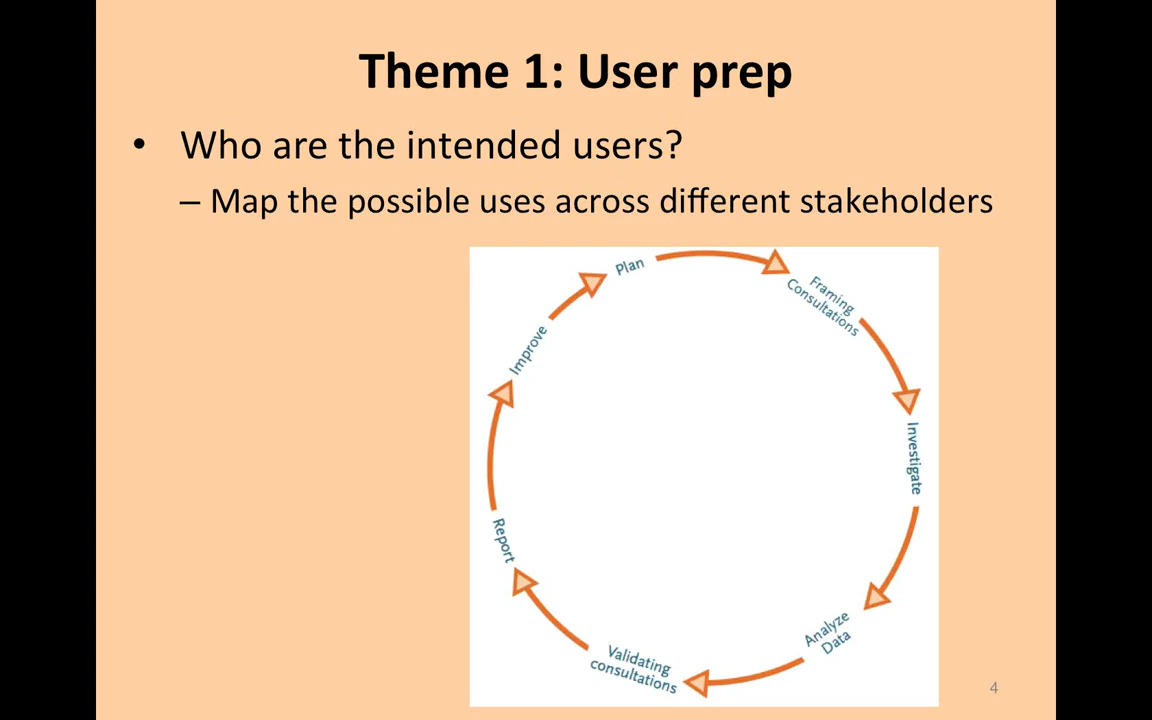 Theme 1: User prep
• Who are the intended users?
– Map the possible uses across different stakeholders
Plan
Framing
Consultations
Investigate
Analyze
Data
Validating
consultations
Report
Improve
4